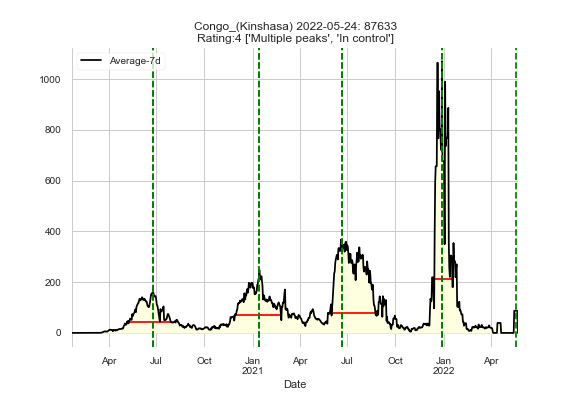 Congo_(Kinshasa) 2022-05-24: 87633
Rating:4 ['Multiple peaks', 'In control']
Average-7d
1000
800
600
400
200
0
Apr Jul Oct Jan Apr Jul Oct Jan Apr
2021 2022
Date